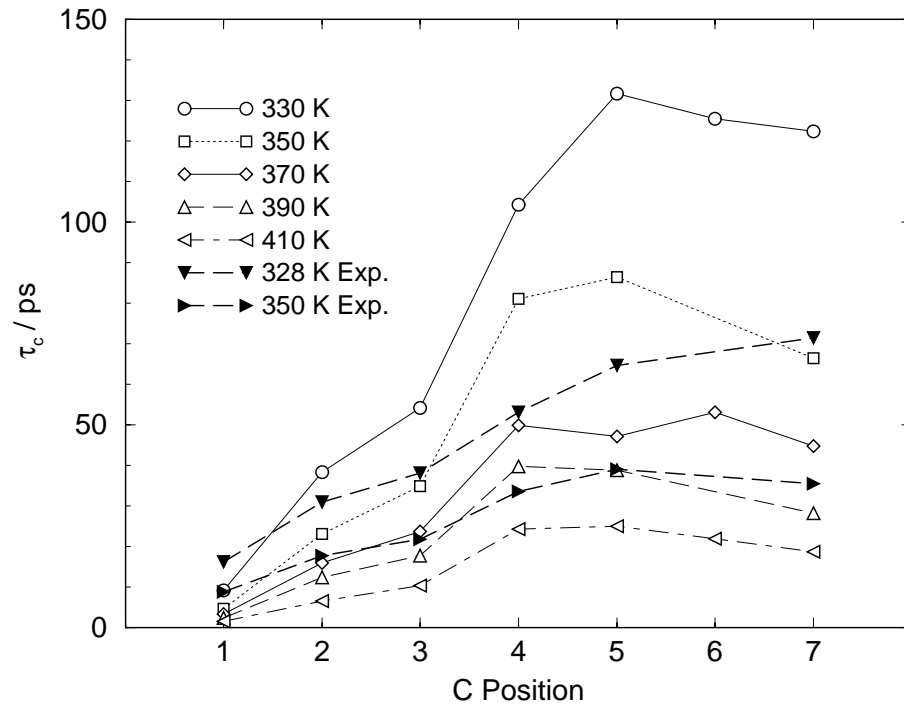 150
100
50
0
τc / ps
330 K
350 K
370 K
390 K
410 K
328 K Exp.
350 K Exp.
1 2 3 4 5 6 7
C Position